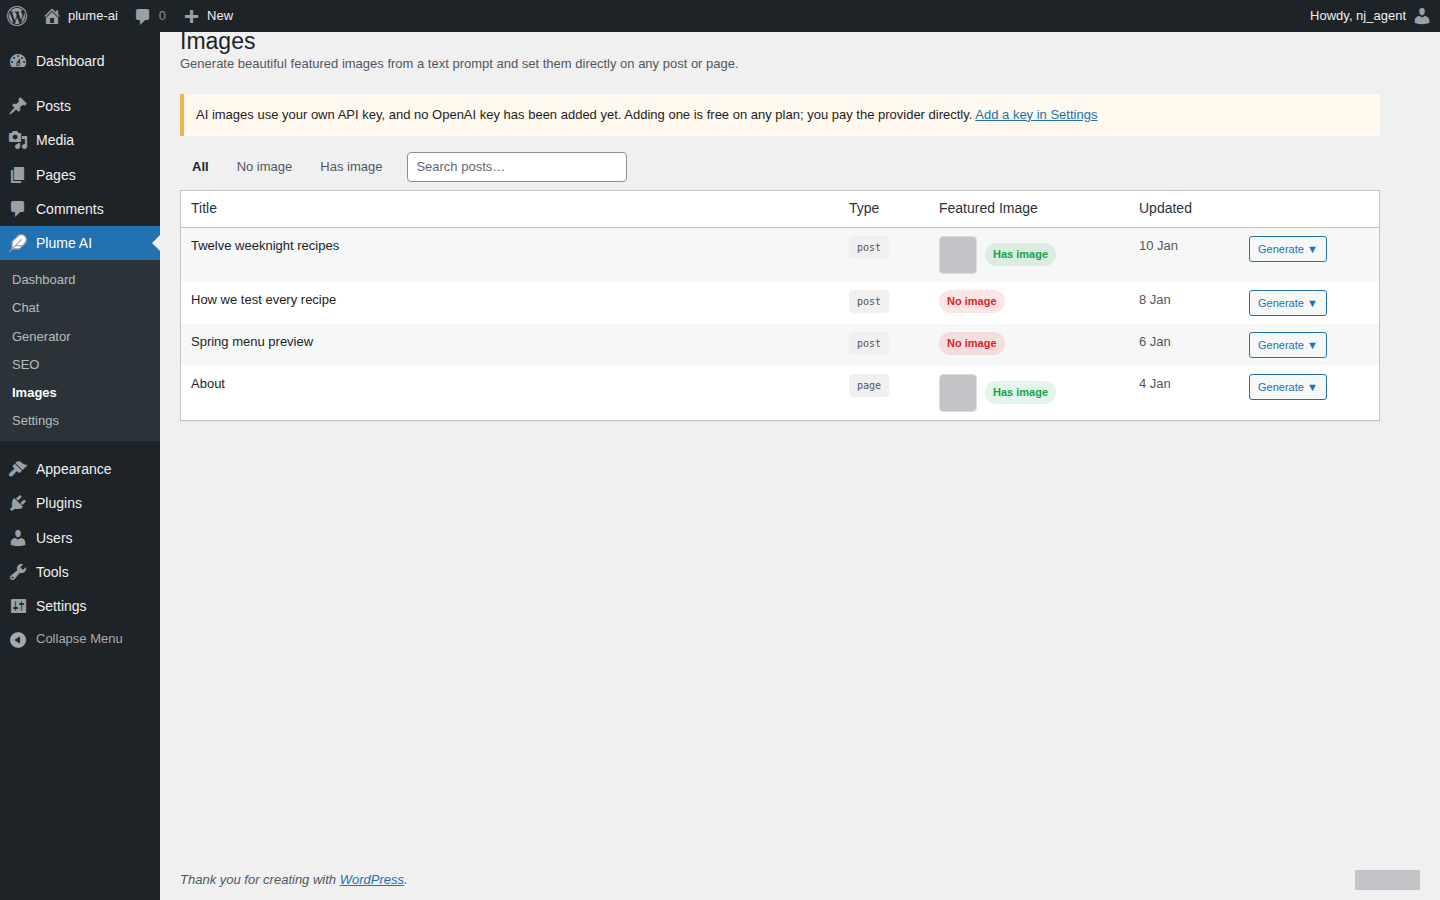 plume-ai 0 New Howdy, nj_agent
Dashboard
Posts
Media
Pages
Comments
Plume AI
Dashboard
Chat
Generator
SEO
Images
Settings
Appearance
Plugins
Users
Tools
Settings
Collapse Menu
Images
Generate beautiful featured images from a text prompt and set them directly on any post or page.
AI images use your own API key, and no OpenAI key has been added yet. Adding one is free on any plan; you pay the provider directly. Add a key in Settings
All No image Has image Search posts…
Title Type Featured Image Updated
Twelve weeknight recipes post Has image 10 Jan Generate ▼
How we test every recipe post No image 8 Jan Generate ▼
Spring menu preview post No image 6 Jan Generate ▼
About page Has image 4 Jan Generate ▼
Thank you for creating with WordPress.